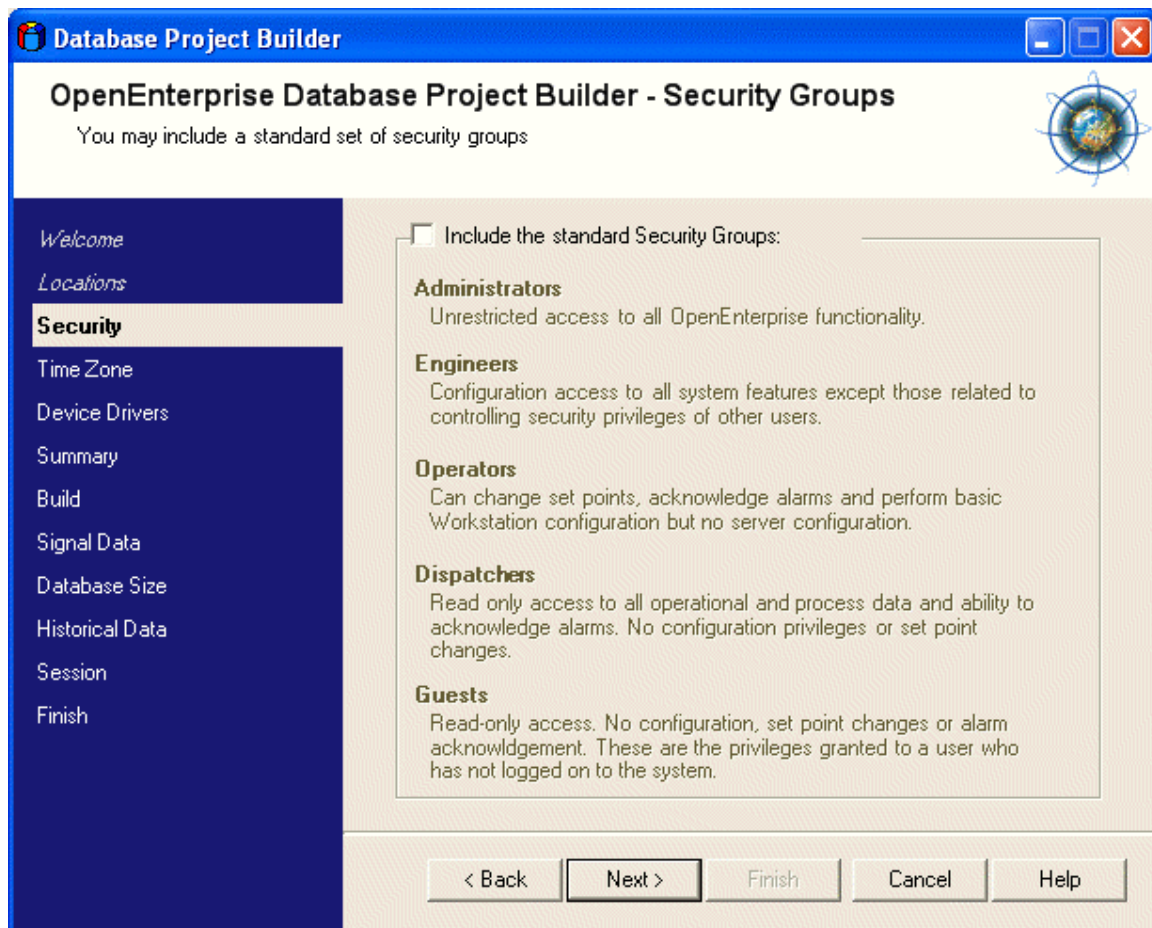 Database Project Builder
OpenEnterprise Database Project Builder - Security Groups
You may include a standard set of security groups
Welcome
Locations
Security
Time Zone
Device Drivers
Summary
Build
Signal Data
Database Size
Historical Data
Session
Finish
Include the standard Security Groups:
Administrators
Unrestricted access to all OpenEnterprise functionality.
Engineers
Configuration access to all system features except those related to
controlling security privileges of other users.
Operators
Can change set points, acknowledge alarms and perform basic
Workstation configuration but no server configuration.
Dispatchers
Read only access to all operational and process data and ability to
acknowledge alarms. No configuration privileges or set point
changes.
Guests
Read-only access. No configuration, set point changes or alarm
acknowldgement. These are the privileges granted to a user who
has not logged on to the system.
< Back
Next >
Finish
Cancel
Help